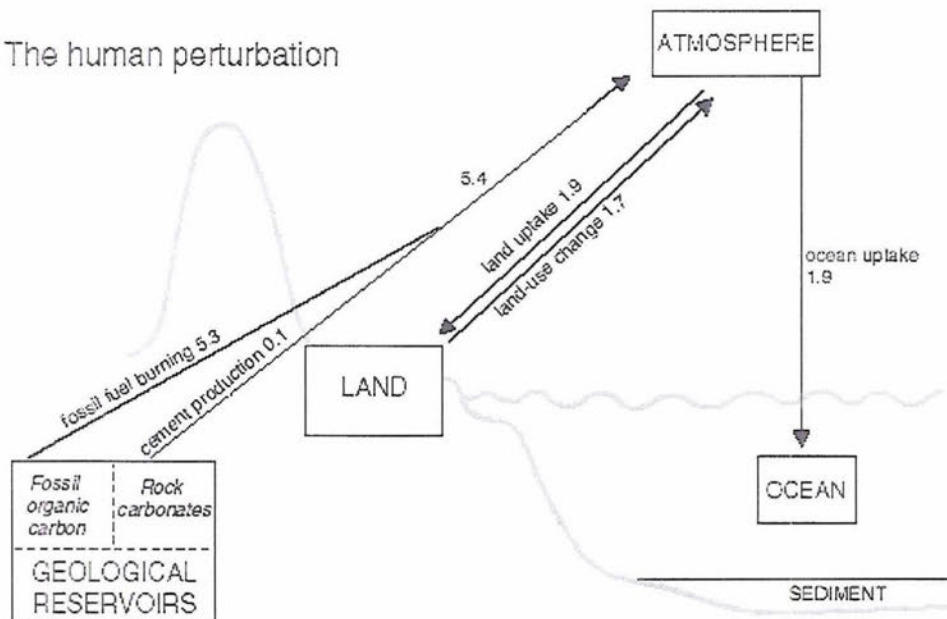 The human perturbation
ATMOSPHERE
5.4
land uptake 1.9
land-use change 1.7
ocean uptake
1.9
fossil fuel burning 5.3
cement production 0.1
LAND
OCEAN
Fossil
organic
carbon
Rock
carbonates
GEOLOGICAL
RESERVOIRS
SEDIMENT